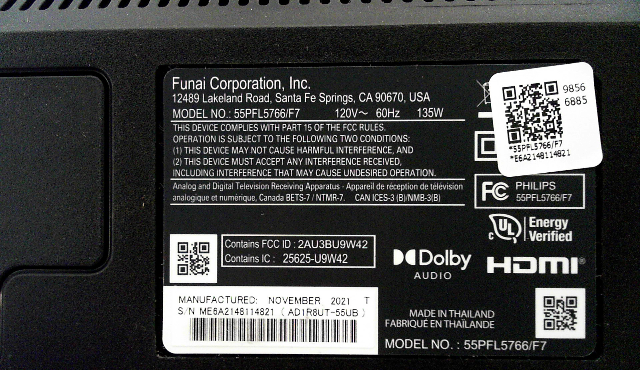 Funai Corporation, Inc.
12489 Lakeland Road, Santa Fe Springs, CA 90670, USA
MODEL NO.: 55PFL5766/F7 120V～ 60Hz 135W
THIS DEVICE COMPLIES WITH PART 15 OF THE FCC RULES.
OPERATION IS SUBJECT TO THE FOLLOWING TWO CONDITIONS:
(1) THIS DEVICE MAY NOT CAUSE HARMFUL INTERFERENCE, AND
(2) THIS DEVICE MUST ACCEPT ANY INTERFERENCE RECEIVED,
INCLUDING INTERFERENCE THAT MAY CAUSE UNDESIRED OPERATION.
Analog and Digital Television Receiving Apparatus - Appareil de réception de télévision
analogique et numérique, Canada BETS-7 / NTMR-7. CAN ICES-3 (B)/NMB-3(B)
9856
6885
*55PFL5766/F7
*E6A2148114821
FC PHILIPS
55PFL5766/F7
UL Energy
Verified
Contains FCC ID : 2AU3BU9W42
Contains IC : 25625-U9W42
Dolby
AUDIO
HDMI®
MANUFACTURED: NOVEMBER 2021 T
S/N ME6A2148114821 (AD1R8UT-55UB)
MADE IN THAILAND
FABRIQUÉ EN THAÏLANDE
MODEL NO. : 55PFL5766/F7